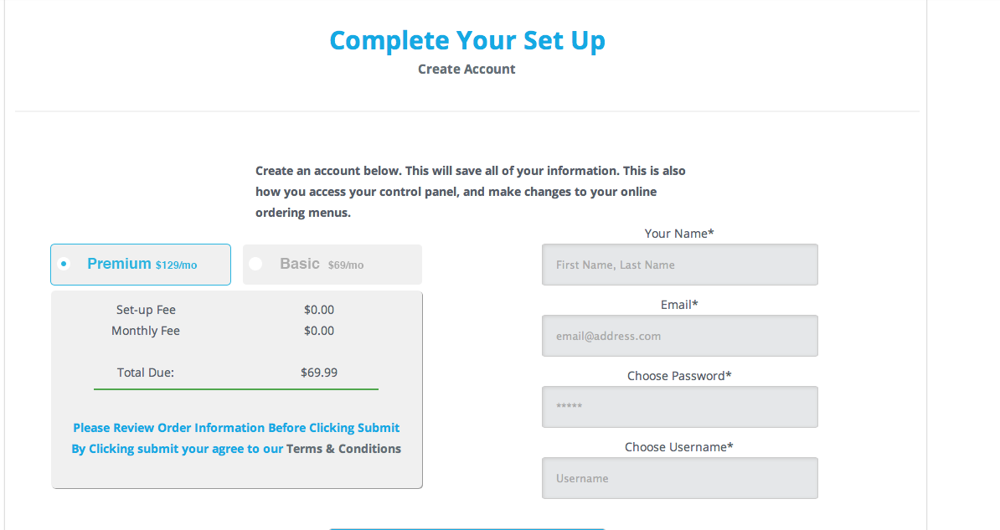 Complete Your Set Up
Create Account
Create an account below. This will save all of your information. This is also
how you access your control panel, and make changes to your online
ordering menus.
Premium $129/mo
Basic $69/mo
Set-up Fee $0.00
Monthly Fee $0.00
Total Due: $69.99
Please Review Order Information Before Clicking Submit
By Clicking submit your agree to our Terms & Conditions
Your Name*
First Name, Last Name
Email*
email@address.com
Choose Password*
*****
Choose Username*
Username